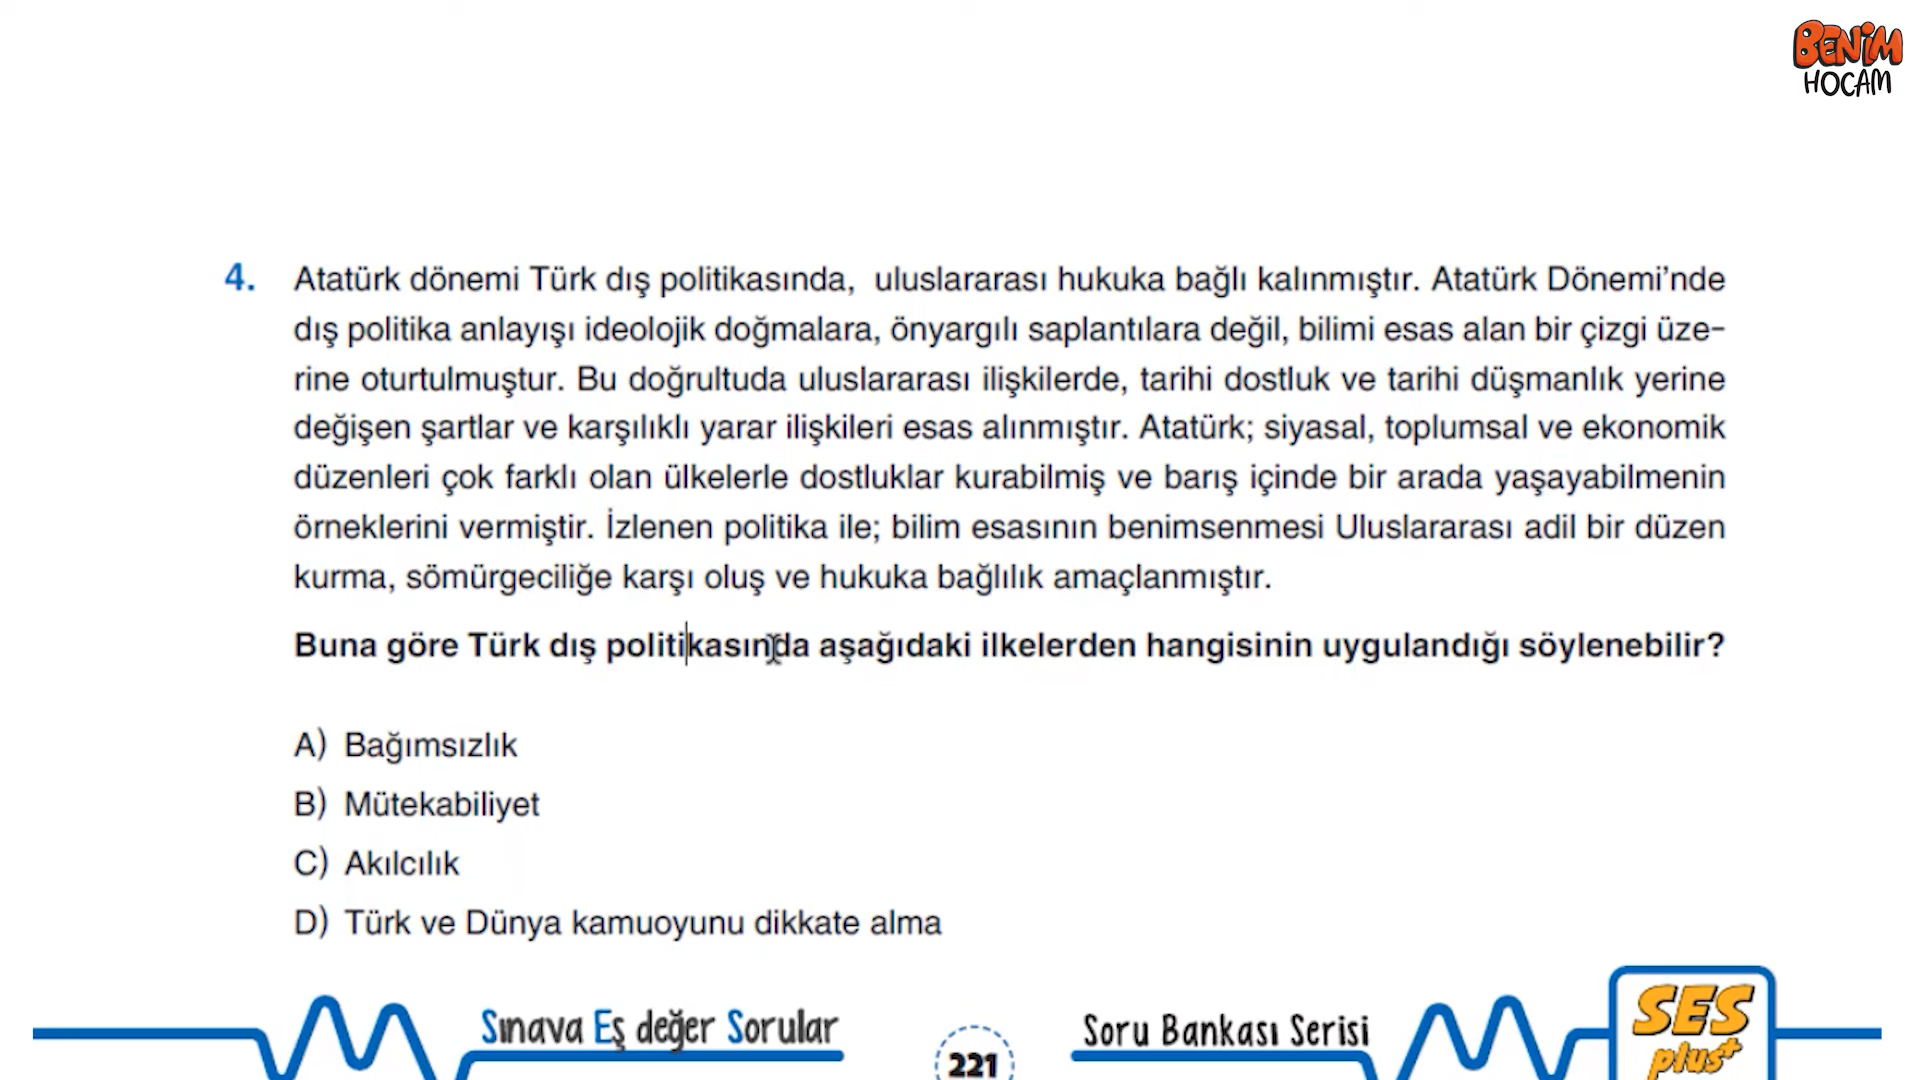 BENiM
HOCAM
4. Atatürk dönemi Türk dış politikasında, uluslararası hukuka bağlı kalınmıştır. Atatürk Dönemi’nde
dış politika anlayışı ideolojik doğmalara, önyargılı saplantılara değil, bilimi esas alan bir çizgi üze-
rine oturtulmuştur. Bu doğrultuda uluslararası ilişkilerde, tarihi dostluk ve tarihi düşmanlık yerine
değişen şartlar ve karşılıklı yarar ilişkileri esas alınmıştır. Atatürk; siyasal, toplumsal ve ekonomik
düzenleri çok farklı olan ülkelerle dostluklar kurabilmiş ve barış içinde bir arada yaşayabilmenin
örneklerini vermiştir. İzlenen politika ile; bilim esasının benimsenmesi Uluslararası adil bir düzen
kurma, sömürgeciliğe karşı oluş ve hukuka bağlılık amaçlanmıştır.
Buna göre Türk dış politikasında aşağıdaki ilkelerden hangisinin uygulandığı söylenebilir?
A) Bağımsızlık
B) Mütekabiliyet
C) Akılcılık
D) Türk ve Dünya kamuoyunu dikkate alma
Sınava Eş değer Sorular
221
Soru Bankası Serisi
SES
plus+